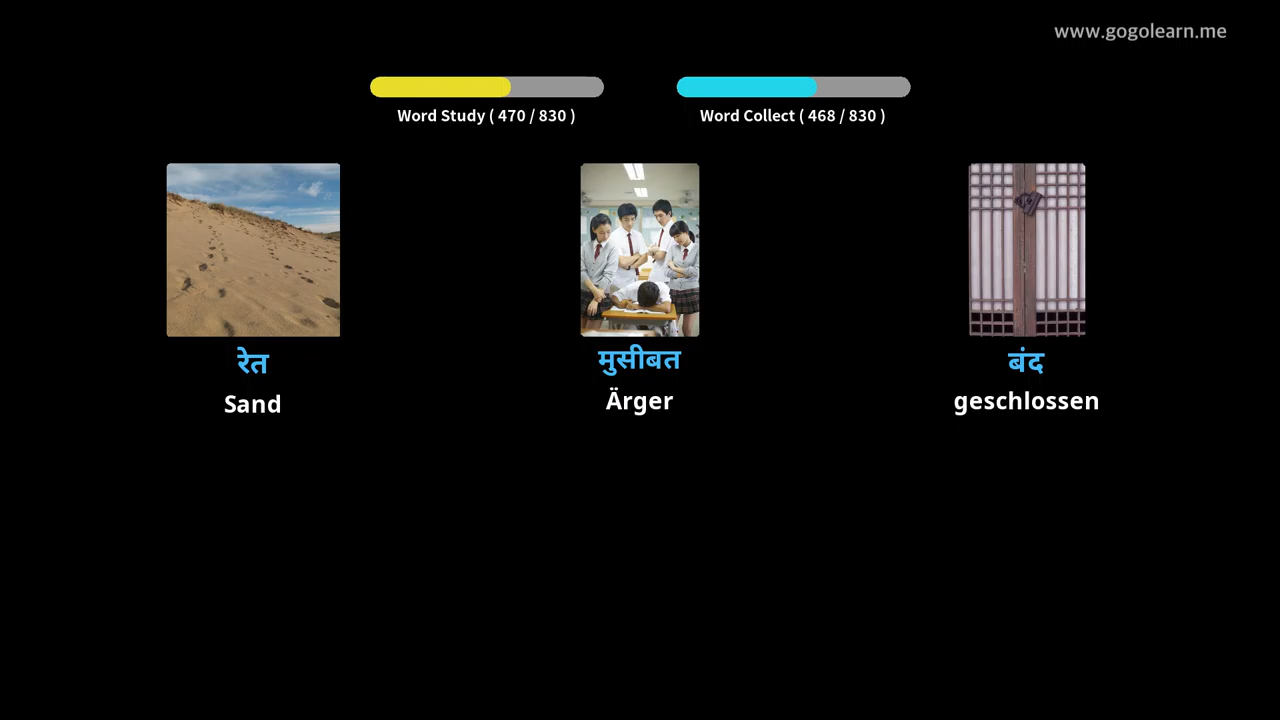 www.gogolearn.me
Word Study ( 470 / 830 )
Word Collect ( 468 / 830 )
रेत
मुसीबत
बंद
Sand
Ärger
geschlossen